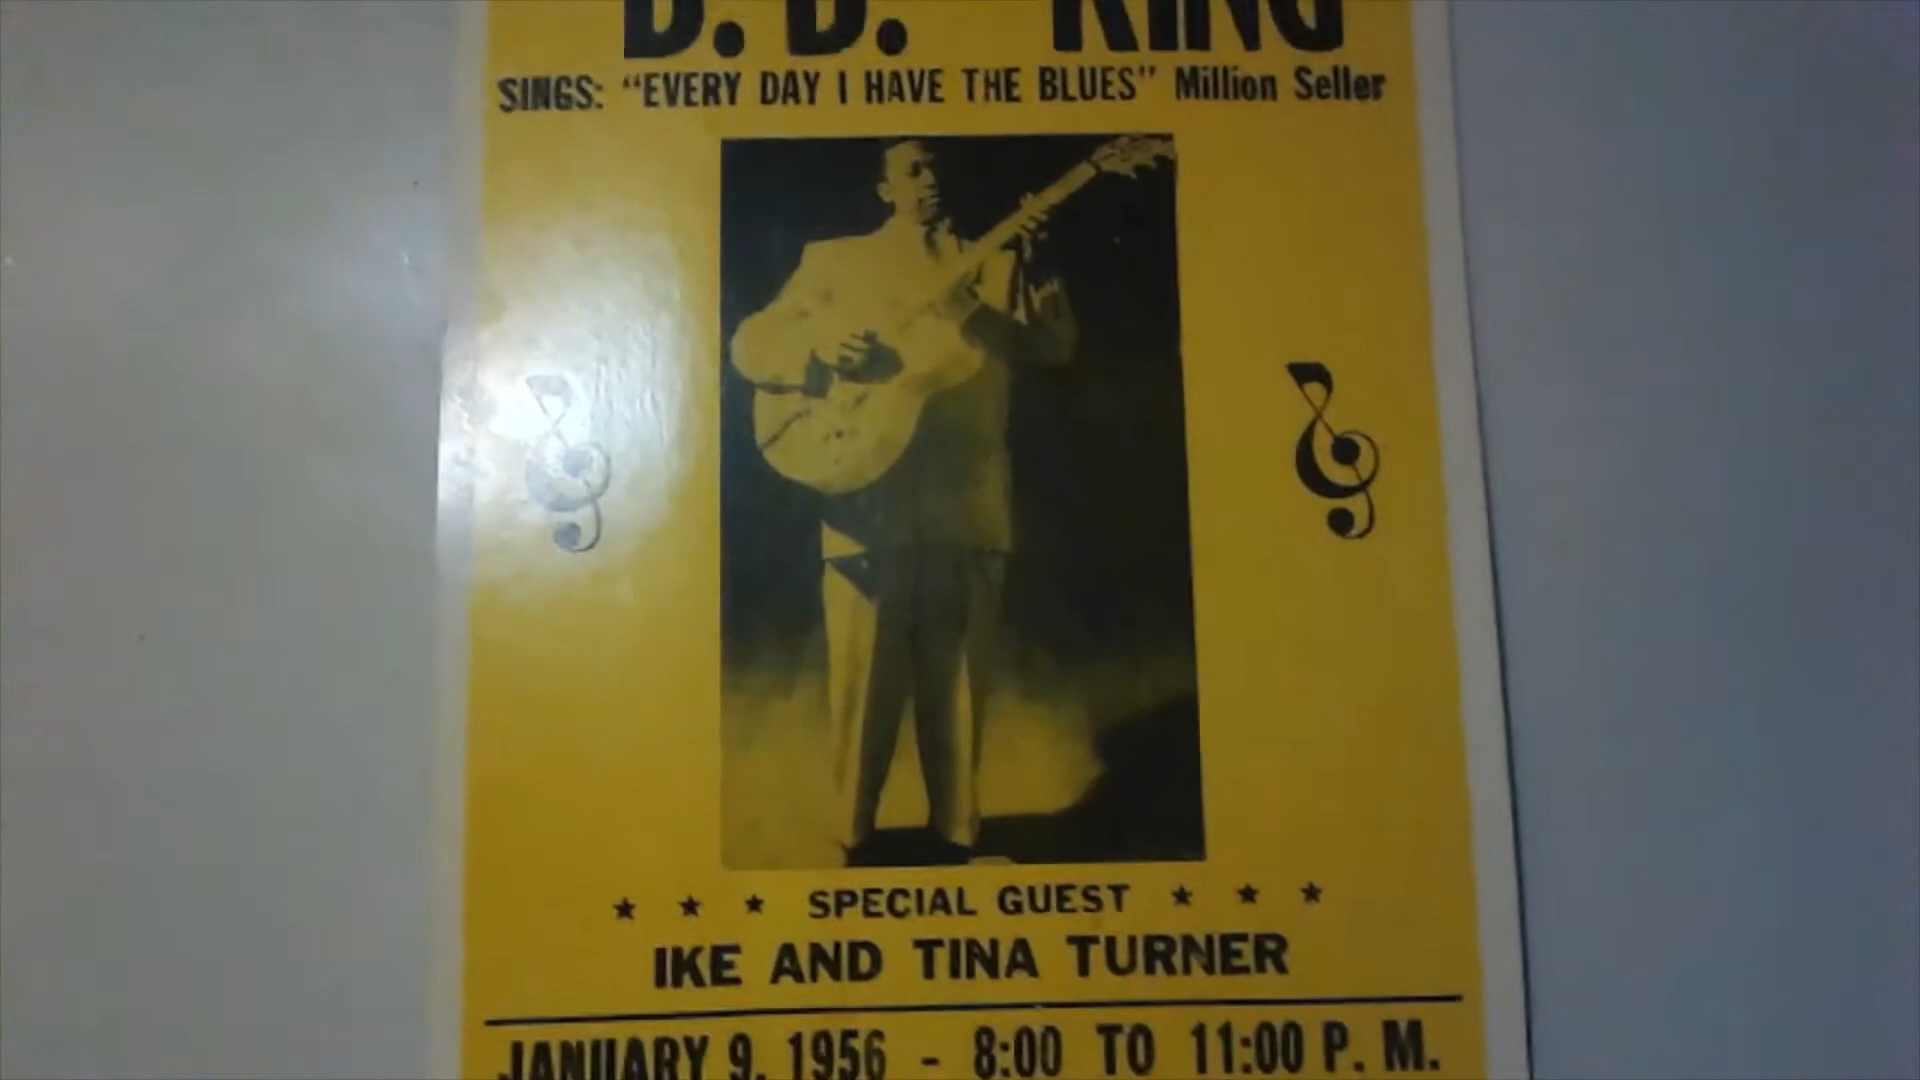 B. B. KING
SINGS: "EVERY DAY I HAVE THE BLUES" Million Seller
SPECIAL GUEST
IKE AND TINA TURNER
JANUARY 9, 1956 - 8:00 TO 11:00 P. M.